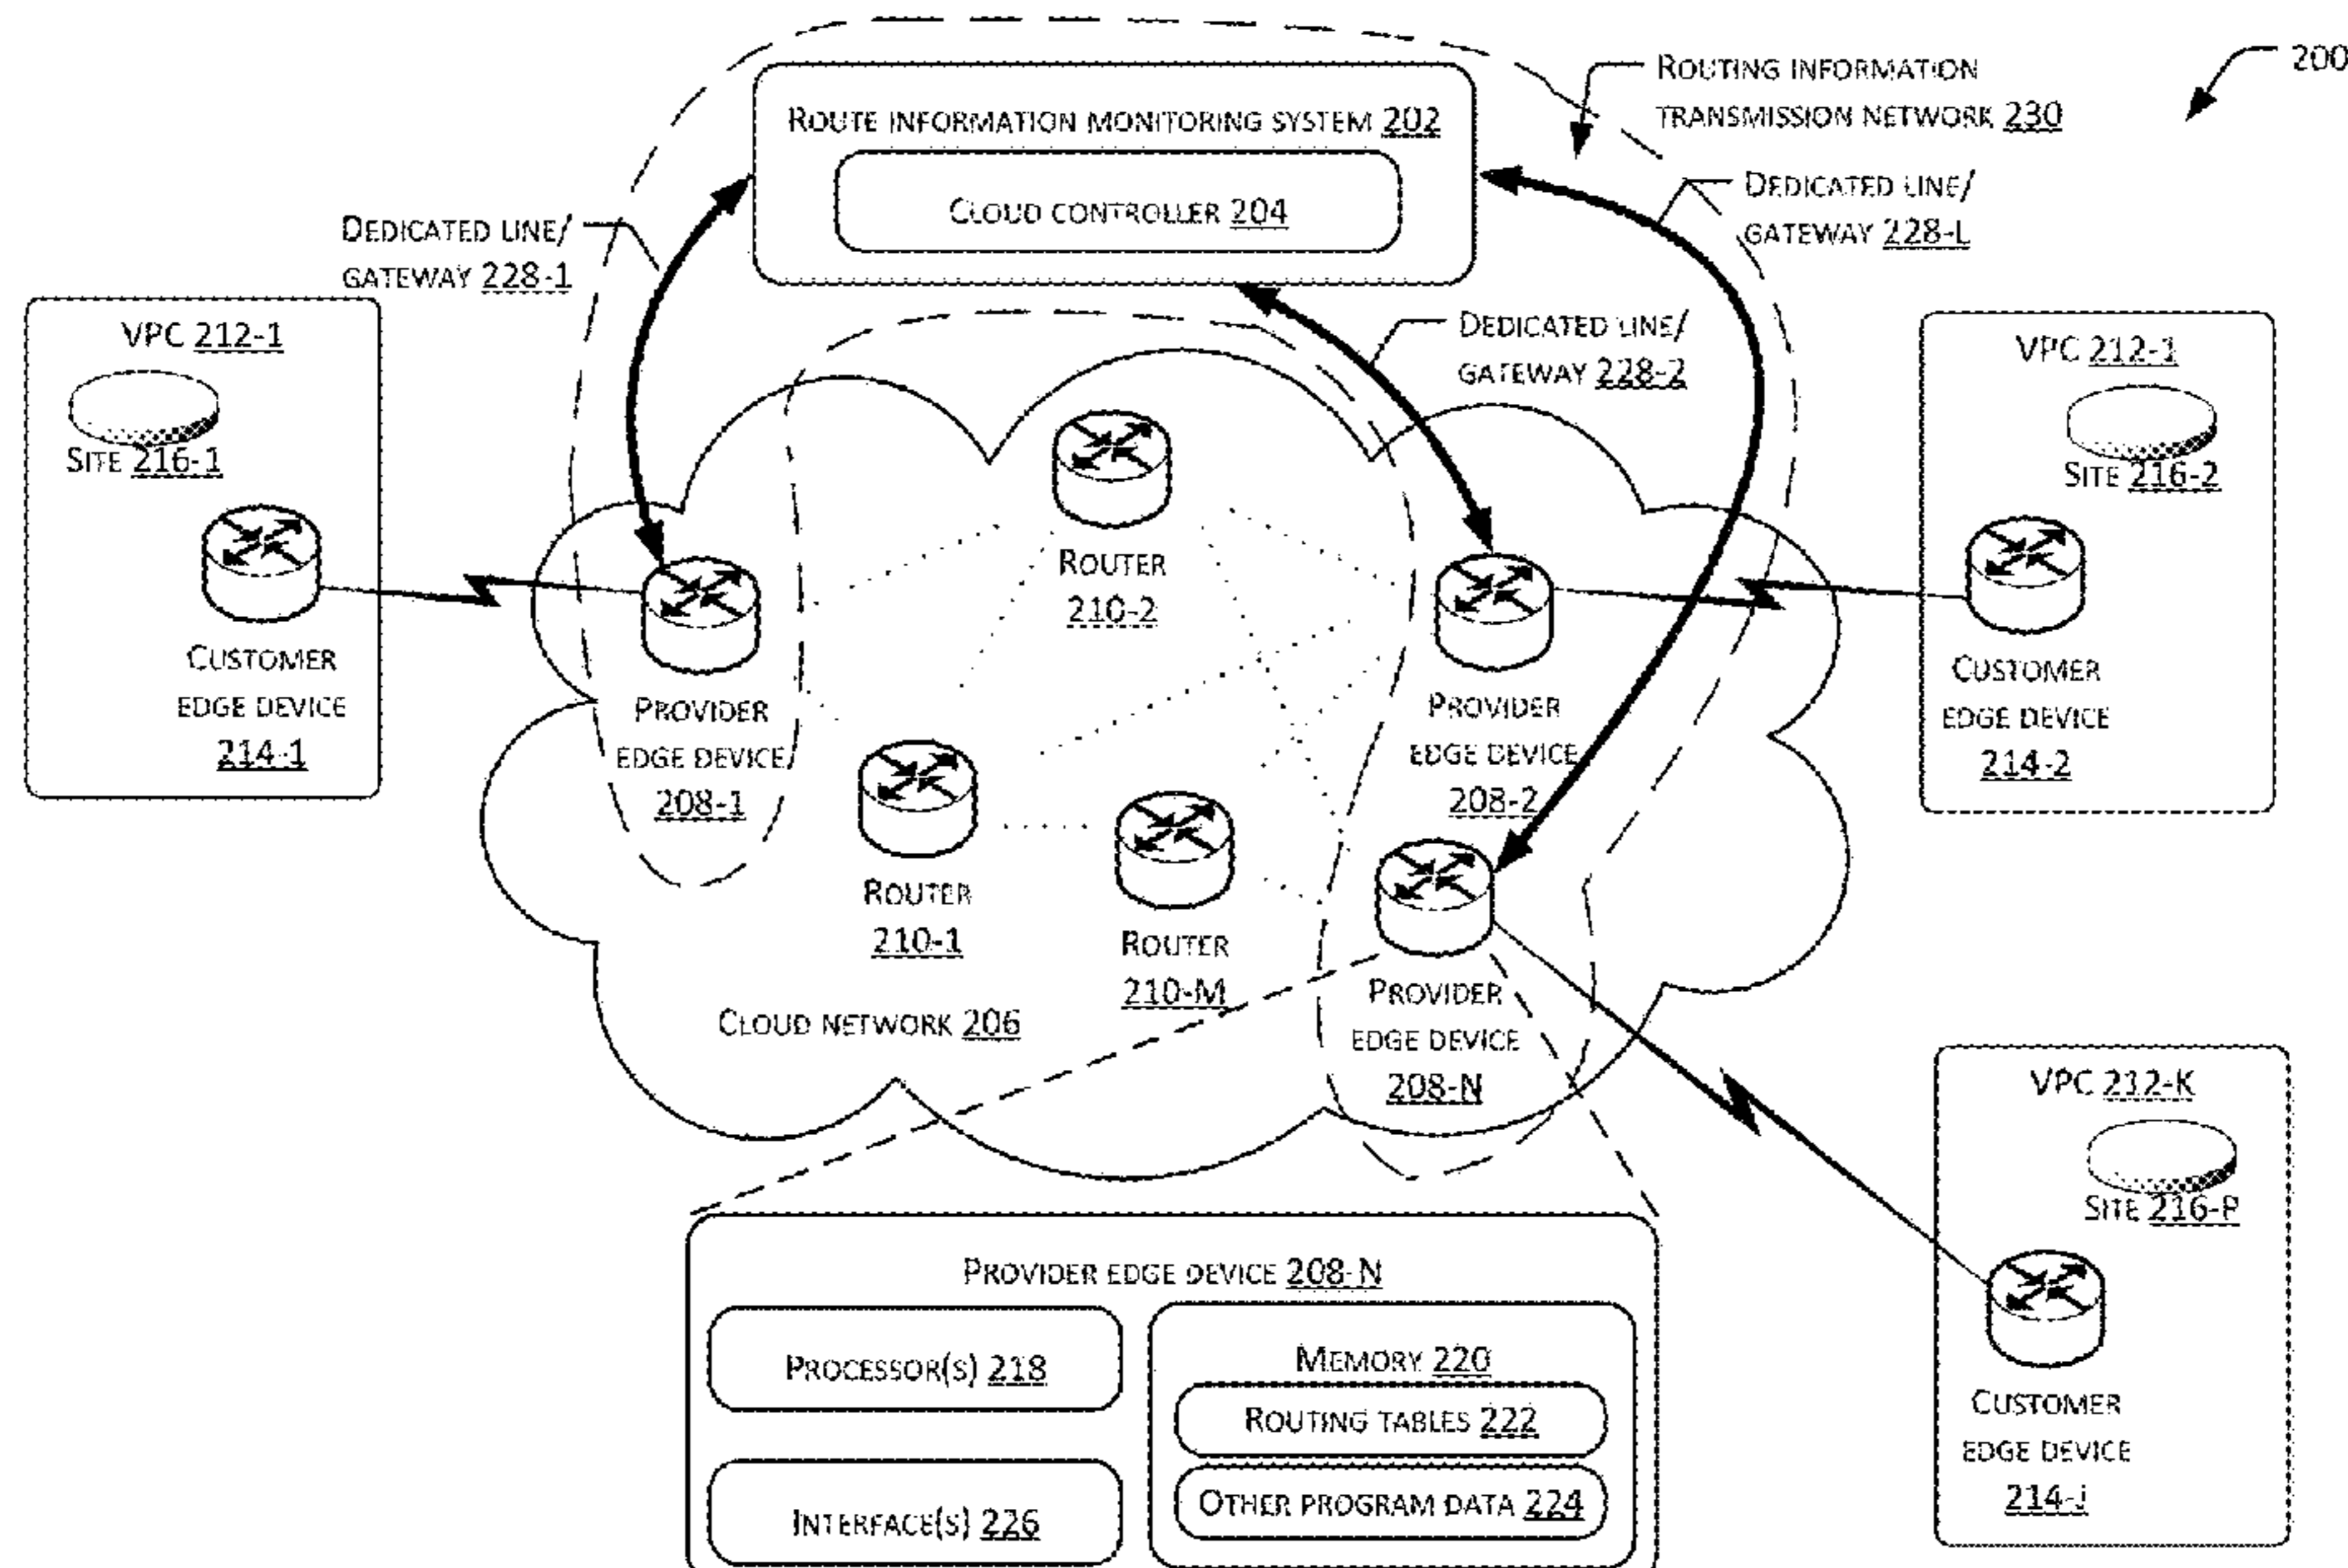 200
ROUTING INFORMATION
TRANSMISSION NETWORK 230
ROUTE INFORMATION MONITORING SYSTEM 202
CLOUD CONTROLLER 204
DEDICATED LINE/
GATEWAY 228-L
DEDICATED LINE/
GATEWAY 228-1
DEDICATED LINE/
GATEWAY 228-2
VPC 212-1
SITE 216-1
CUSTOMER
EDGE DEVICE
214-1
VPC 212-1
SITE 216-2
CUSTOMER
EDGE DEVICE
214-2
ROUTER
210-2
PROVIDER
EDGE DEVICE
208-1
PROVIDER
EDGE DEVICE
208-2
ROUTER
210-1
ROUTER
210-M
PROVIDER
EDGE DEVICE
208-N
CLOUD NETWORK 206
VPC 212-K
SITE 216-P
CUSTOMER
EDGE DEVICE
214-J
PROVIDER EDGE DEVICE 208-N
PROCESSOR(S) 218
INTERFACE(S) 226
MEMORY 220
ROUTING TABLES 222
OTHER PROGRAM DATA 224